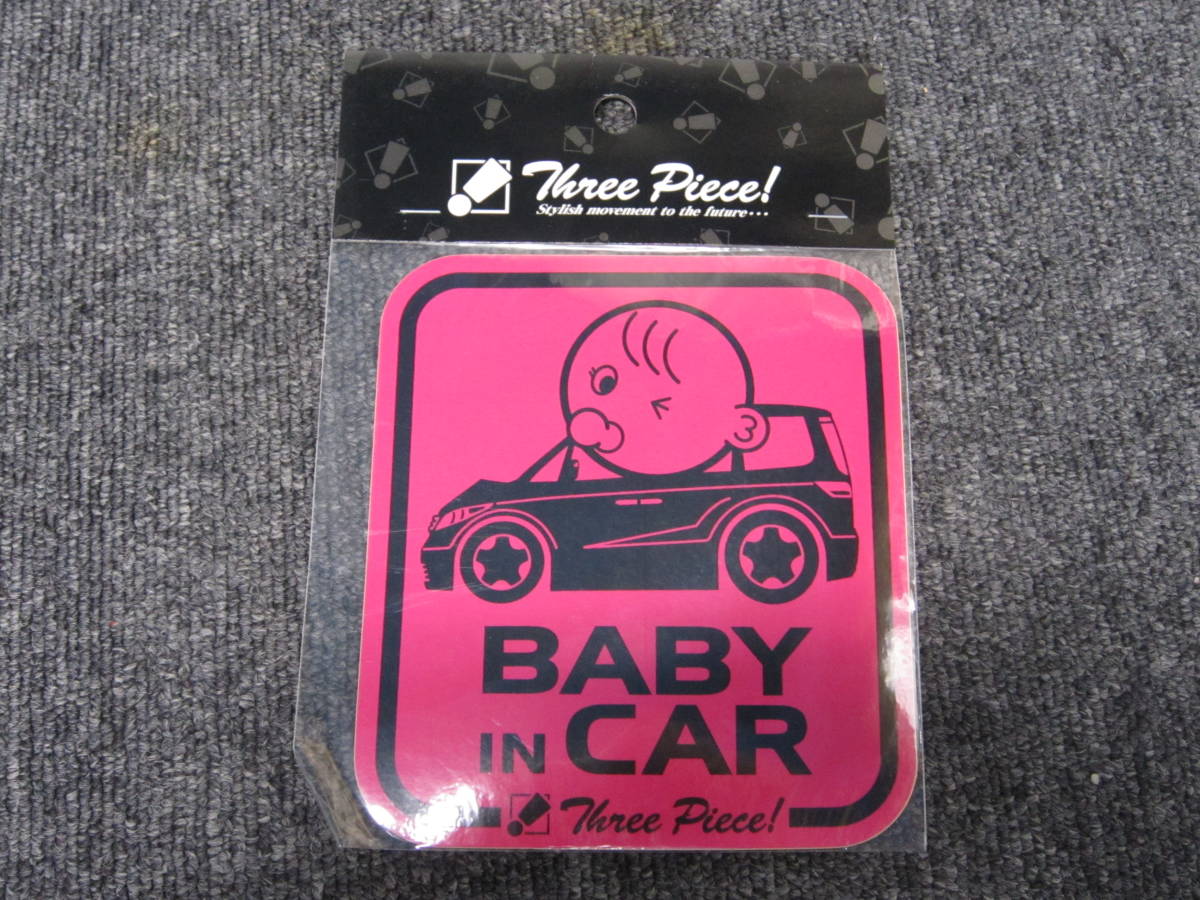 Three Piece!
Stylish movement to the future...
BABY
IN CAR
Three Piece!